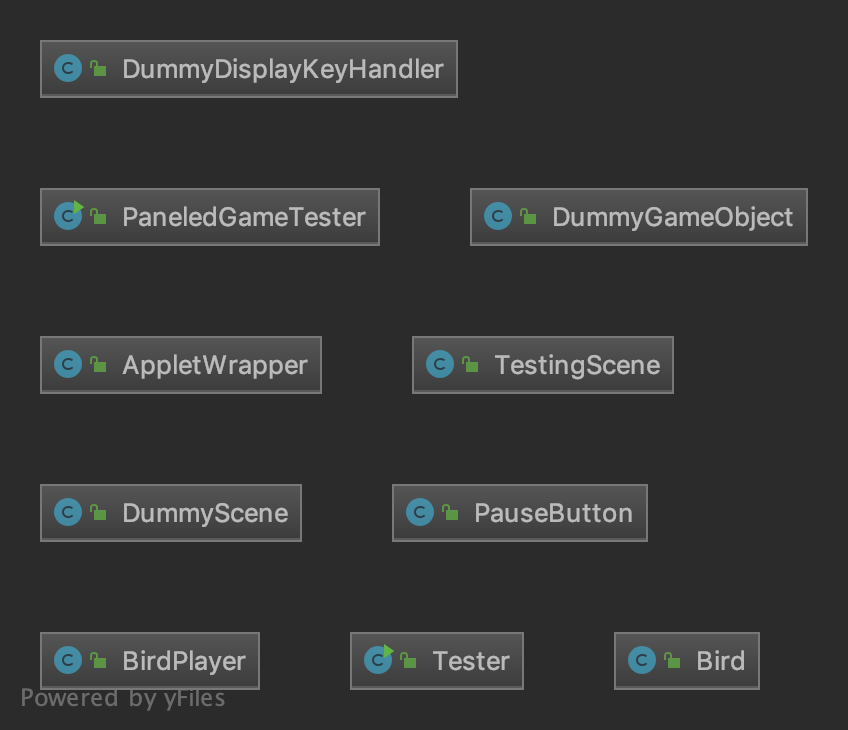 DummyDisplayKeyHandler
PaneledGameTester
DummyGameObject
AppletWrapper
TestingScene
DummyScene
PauseButton
BirdPlayer
Tester
Bird
Powered by yFiles